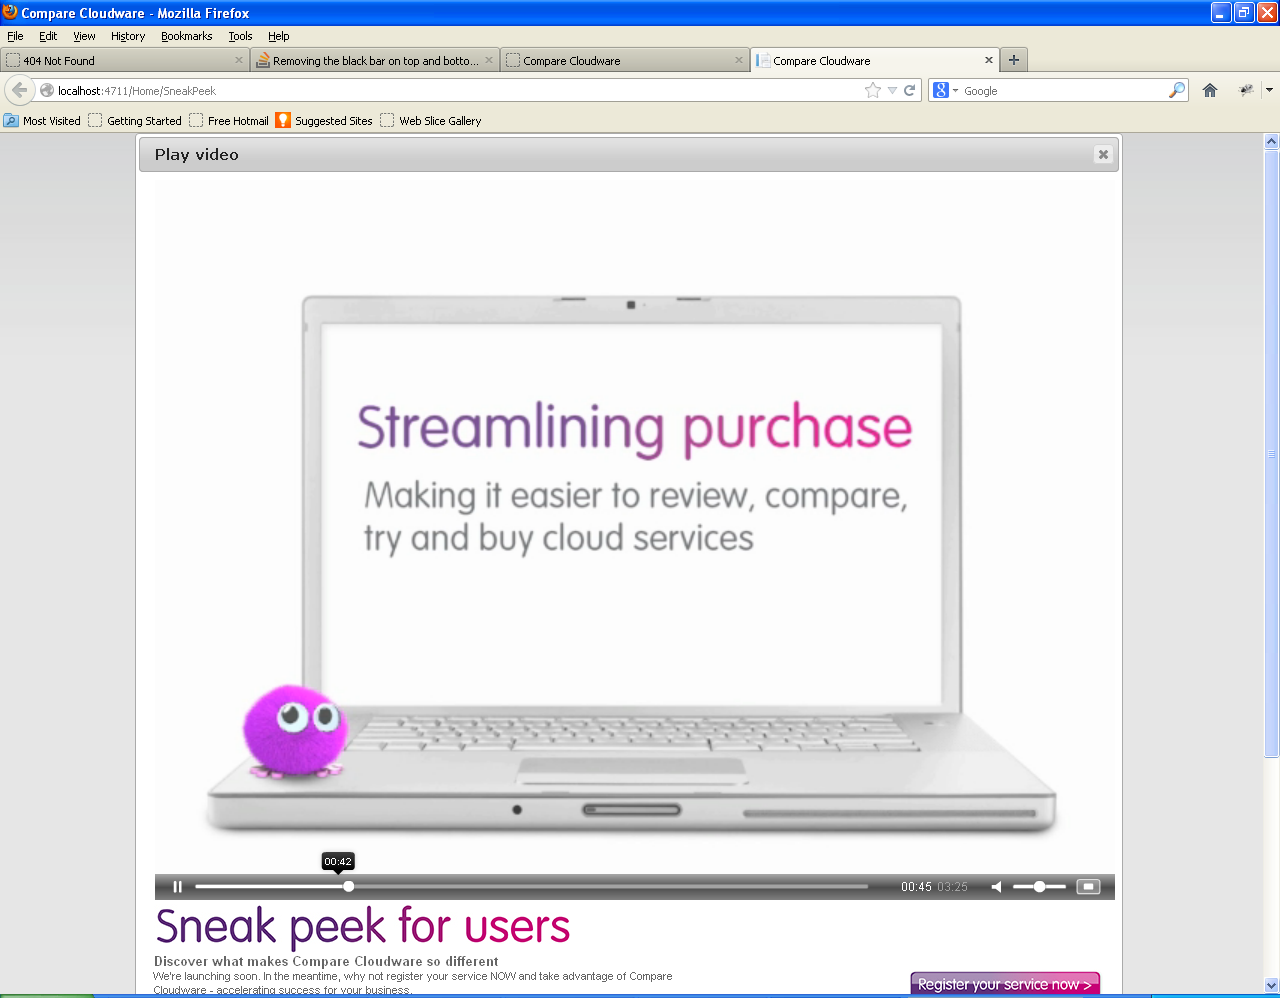 Compare Cloudware - Mozilla Firefox
File Edit View History Bookmarks Tools Help
404 Not Found
Removing the black bar on top and botto...
Compare Cloudware
Compare Cloudware
localhost:4711/Home/SneakPeek
Google
Most Visited Getting Started Free Hotmail Suggested Sites Web Slice Gallery
Play video
Streamlining purchase
Making it easier to review, compare,
try and buy cloud services
00:42
00:45 03:25
Sneak peek for users
Discover what makes Compare Cloudware so different
We're launching soon. In the meantime, why not register your service NOW and take advantage of Compare
Cloudware - accelerating success for your business.
Register your service now >